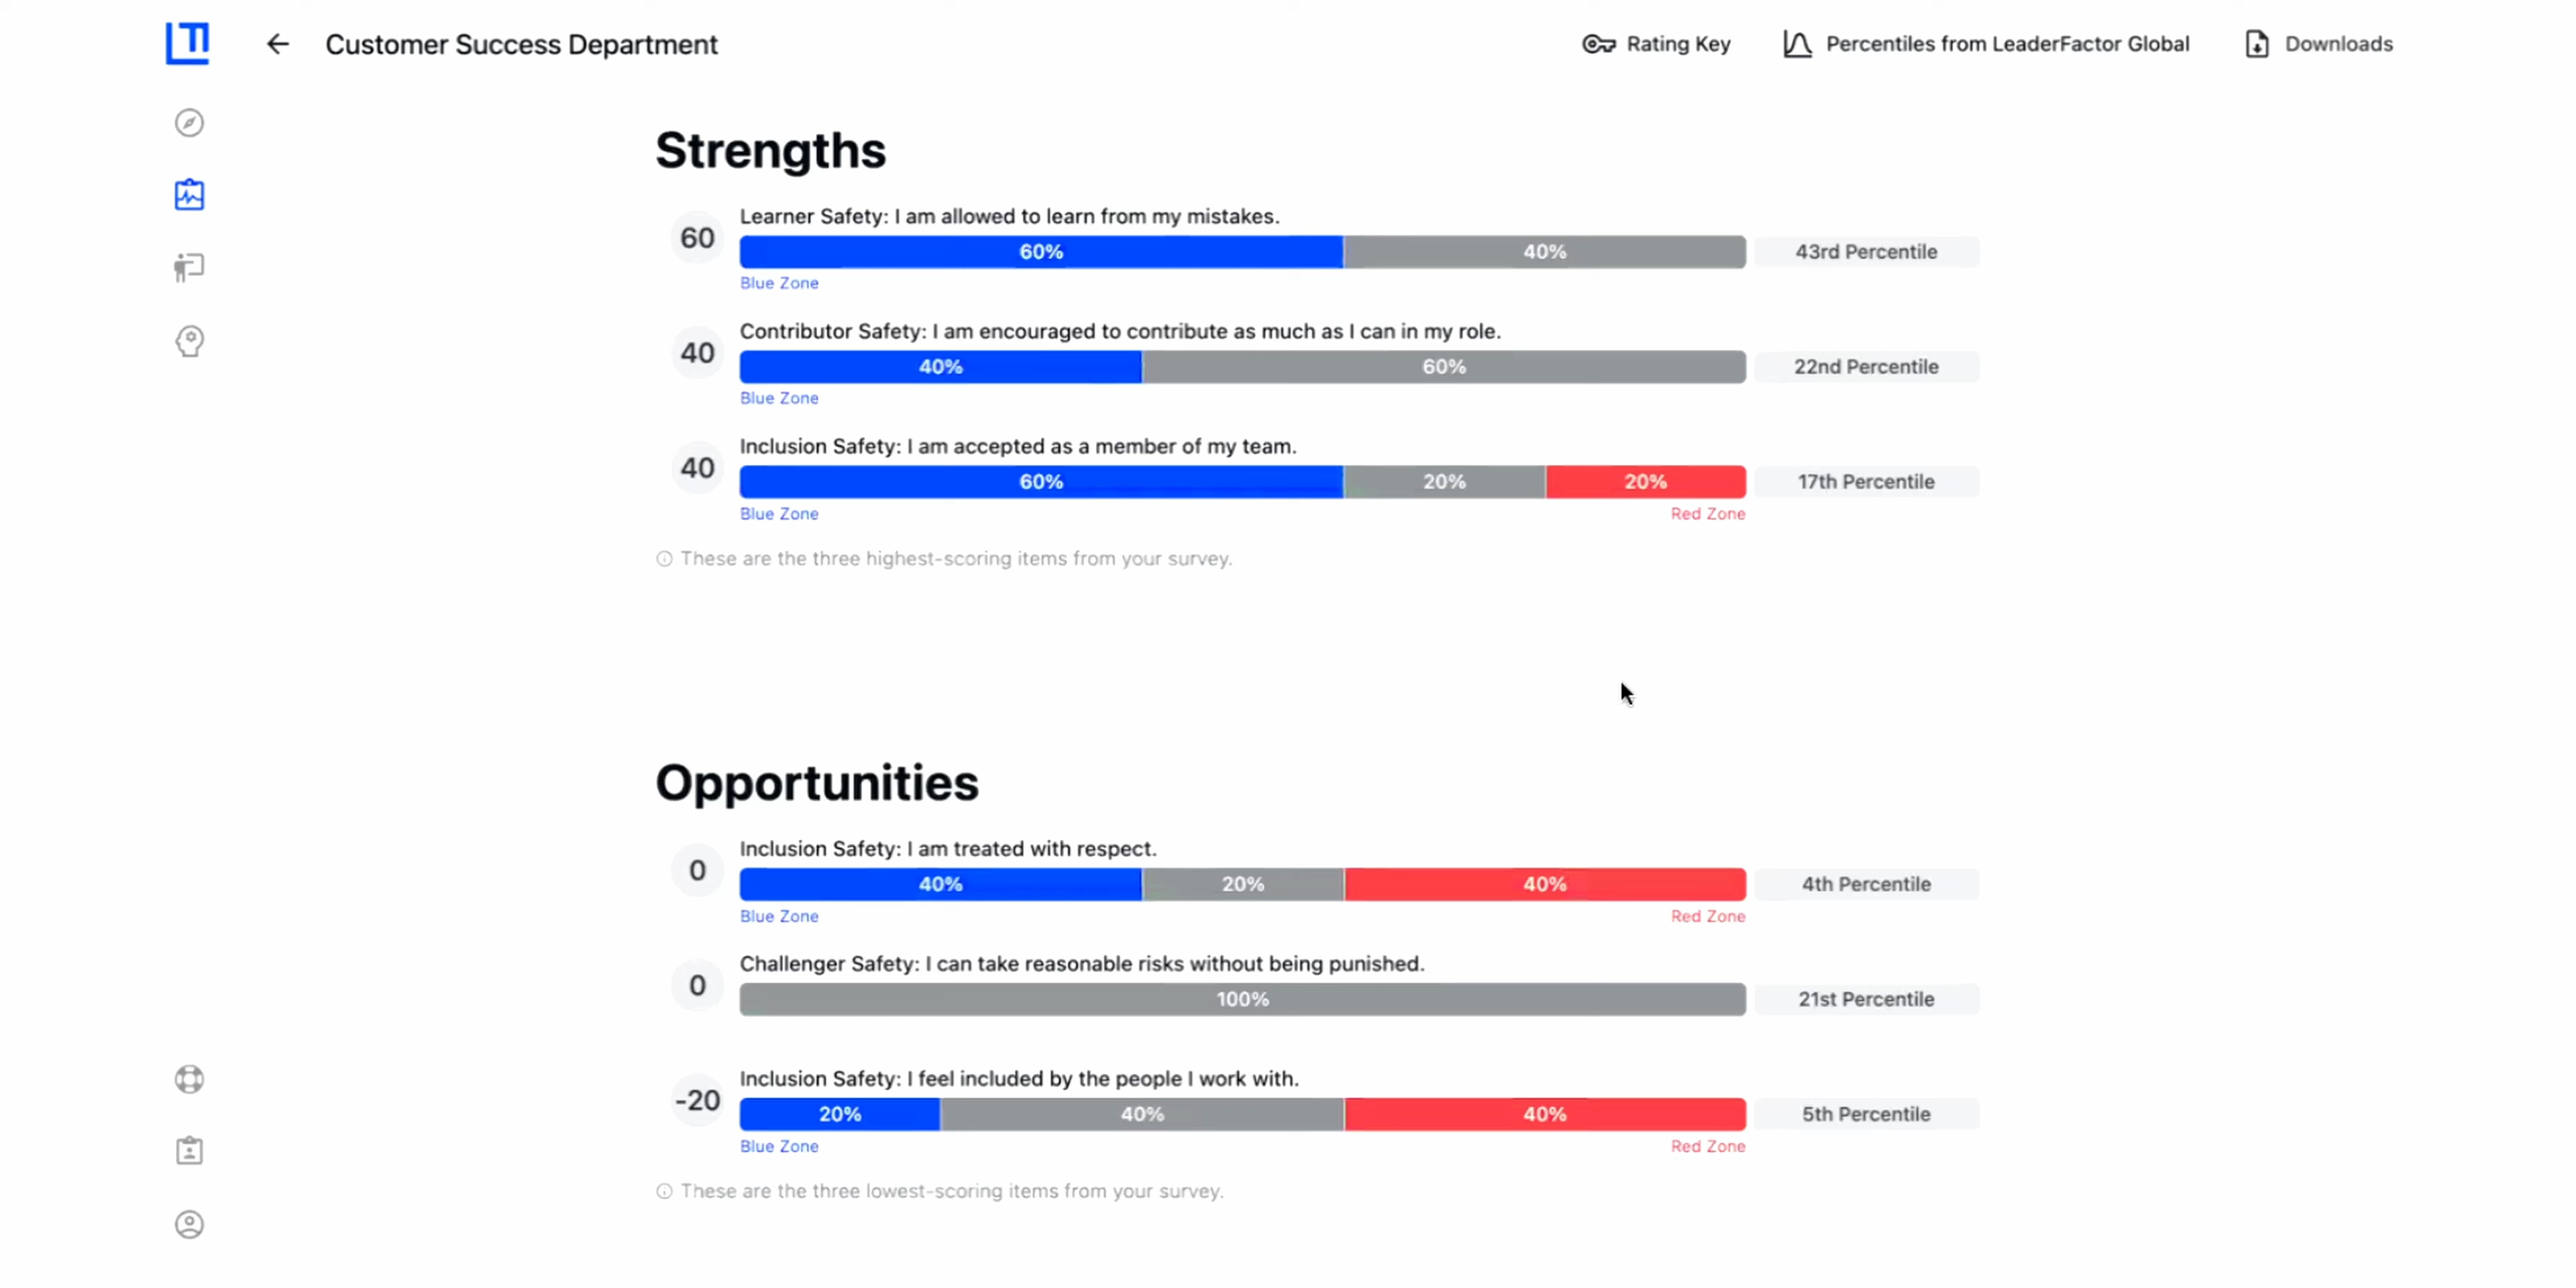 Customer Success Department
Rating Key
Percentiles from LeaderFactor Global
Downloads
Strengths
60
Learner Safety: I am allowed to learn from my mistakes.
60% 40%
43rd Percentile
Blue Zone
40
Contributor Safety: I am encouraged to contribute as much as I can in my role.
40% 60%
22nd Percentile
Blue Zone
40
Inclusion Safety: I am accepted as a member of my team.
60% 20% 20%
17th Percentile
Blue Zone Red Zone
These are the three highest-scoring items from your survey.
Opportunities
0
Inclusion Safety: I am treated with respect.
40% 20% 40%
4th Percentile
Blue Zone Red Zone
0
Challenger Safety: I can take reasonable risks without being punished.
100%
21st Percentile
-20
Inclusion Safety: I feel included by the people I work with.
20% 40% 40%
5th Percentile
Blue Zone Red Zone
These are the three lowest-scoring items from your survey.